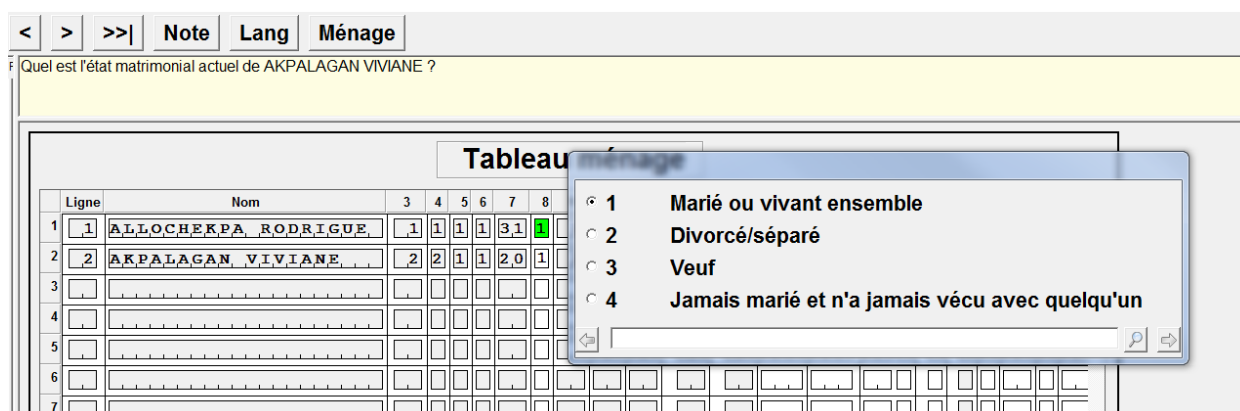 < > >>| Note Lang Ménage
Quel est l'état matrimonial actuel de AKPALAGAN VIVIANE ?
Tableau ménage
Ligne Nom 3 4 5 6 7 8
1 1 ALLOCHEKPA RODRIGUE 1 1 1 1 31 1
2 2 AKPALAGAN VIVIANE 2 2 1 1 20 1
3
4
5
6
7
1 Marié ou vivant ensemble
2 Divorcé/séparé
3 Veuf
4 Jamais marié et n'a jamais vécu avec quelqu'un